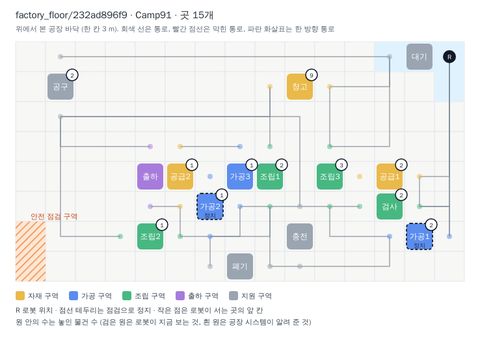 factory_floor/232ad896f9 · Camp91 · 곳 15개
위에서 본 공장 바닥 (한 칸 3 m). 회색 선은 통로, 빨간 점선은 막힌 통로, 파란 화살표는 한 방향 통로
대기
R
공구
2
창고
9
출하
공급2
1
가공3
1
조립1
2
조립3
3
공급1
2
가공2
1
정지
검사
2
안전 점검 구역
조립2
1
충전
가공1
2
정지
폐기
자재 구역
가공 구역
조립 구역
출하 구역
지원 구역
R 로봇 위치 · 점선 테두리는 점검으로 정지 · 작은 점은 로봇이 서는 곳의 앞 칸
원 안의 수는 놓인 물건 수 (검은 원은 로봇이 지금 보는 것, 흰 원은 공장 시스템이 알려 준 것)